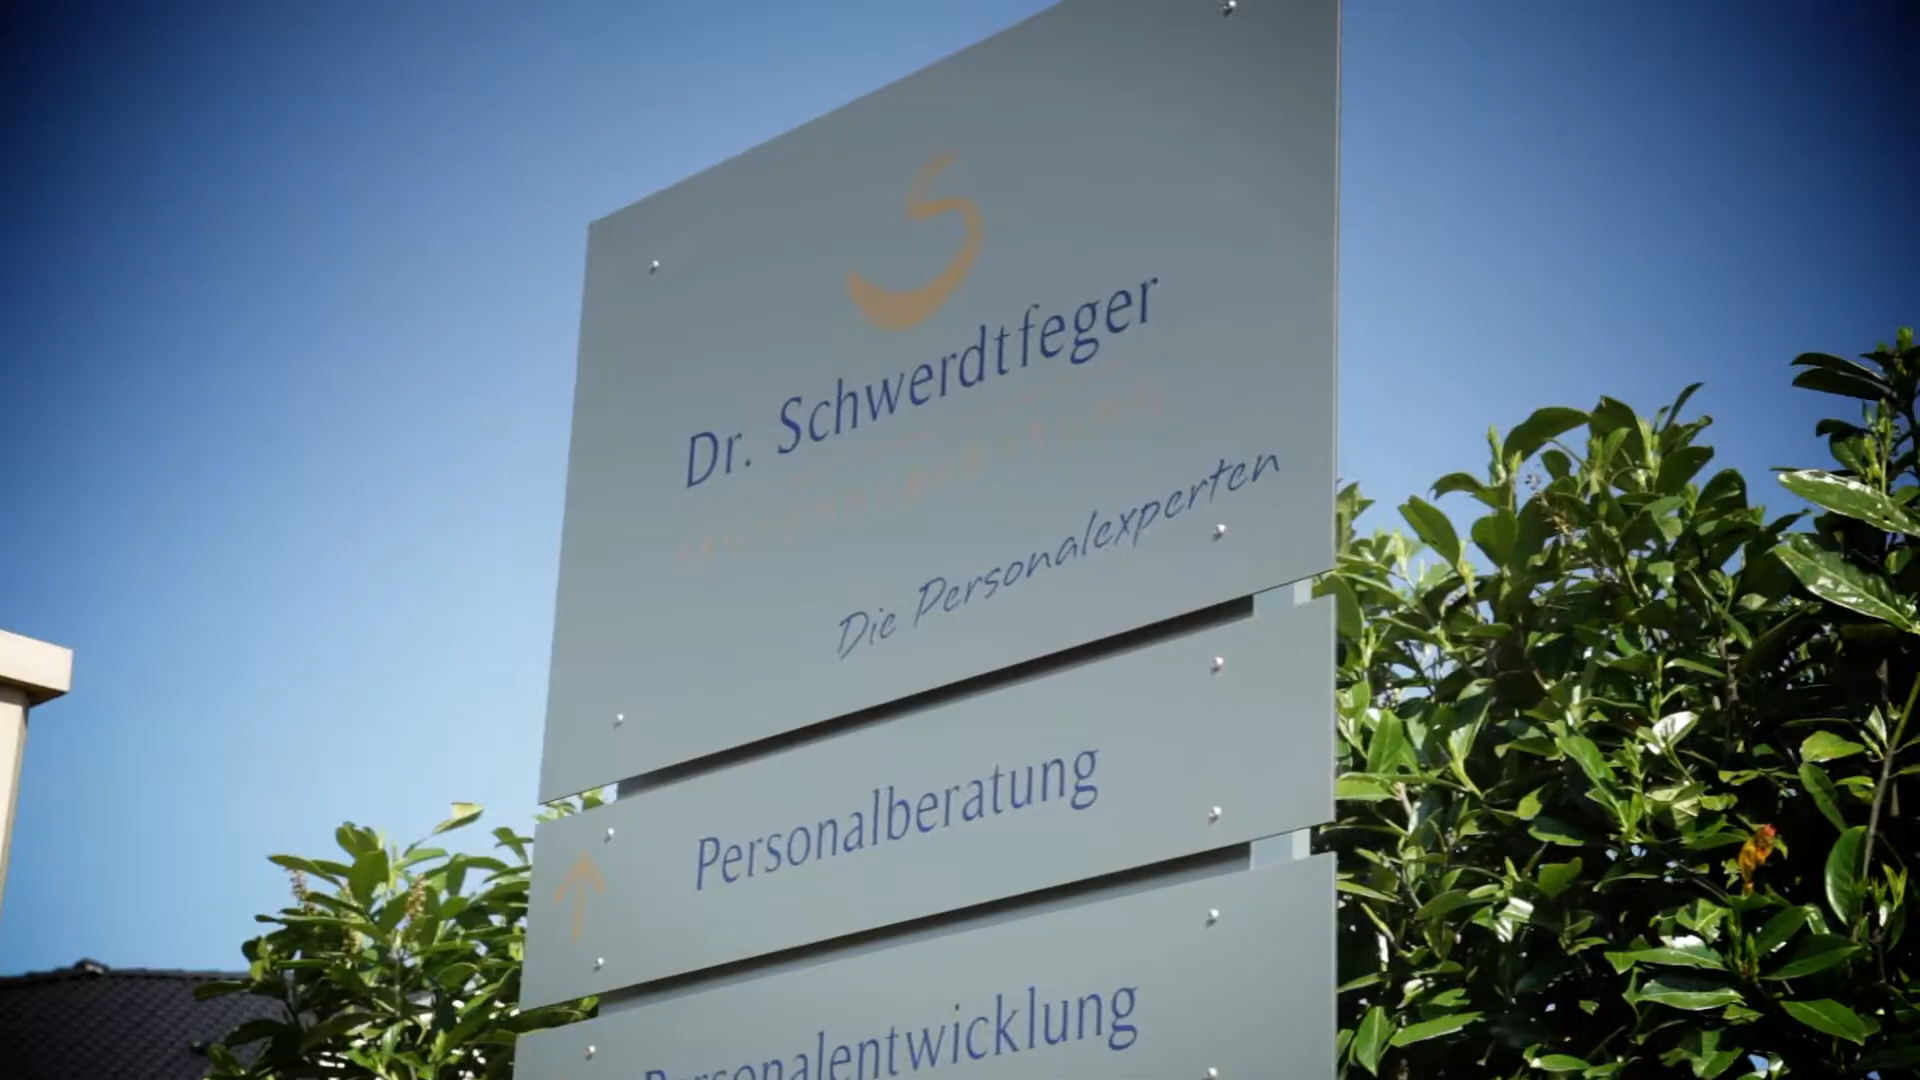 Dr. Schwerdtfeger
Die Personalexperten
Personalberatung
Personalentwicklung